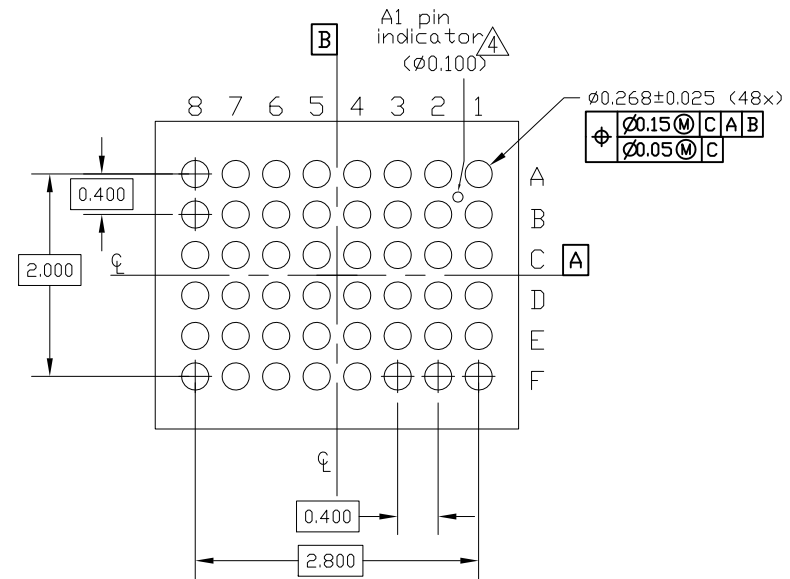 A1 pin
indicator 4
(Ø0.100)
B
8 7 6 5 4 3 2 1
Ø0.268±0.025 (48x)
⌖ Ø0.15 Ⓜ C A B
Ø0.05 Ⓜ C
A
0.400
B
C
℄
A
2.000
D
E
F
℄
0.400
2.800